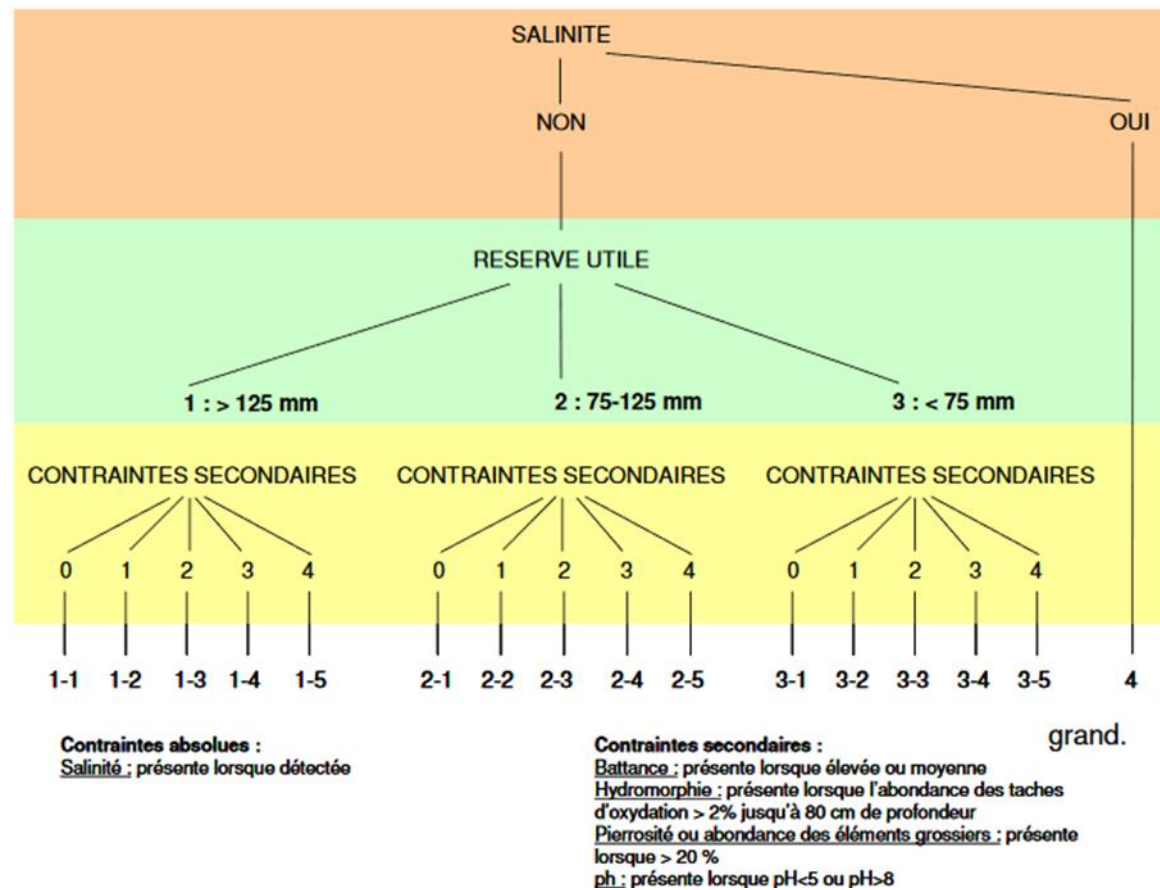 SALINITE
NON OUI
RESERVE UTILE
1 : > 125 mm 2 : 75-125 mm 3 : < 75 mm
CONTRAINTES SECONDAIRES CONTRAINTES SECONDAIRES CONTRAINTES SECONDAIRES
0 1 2 3 4 0 1 2 3 4 0 1 2 3 4
1-1 1-2 1-3 1-4 1-5 2-1 2-2 2-3 2-4 2-5 3-1 3-2 3-3 3-4 3-5 4
grand.
Contraintes absolues :
Salinité : présente lorsque détectée
Contraintes secondaires :
Battance : présente lorsque élevée ou moyenne
Hydromorphie : présente lorsque l'abondance des taches
d'oxydation > 2% jusqu'à 80 cm de profondeur
Pierrosité ou abondance des éléments grossiers : présente
lorsque > 20 %
ph : présente lorsque pH<5 ou pH>8